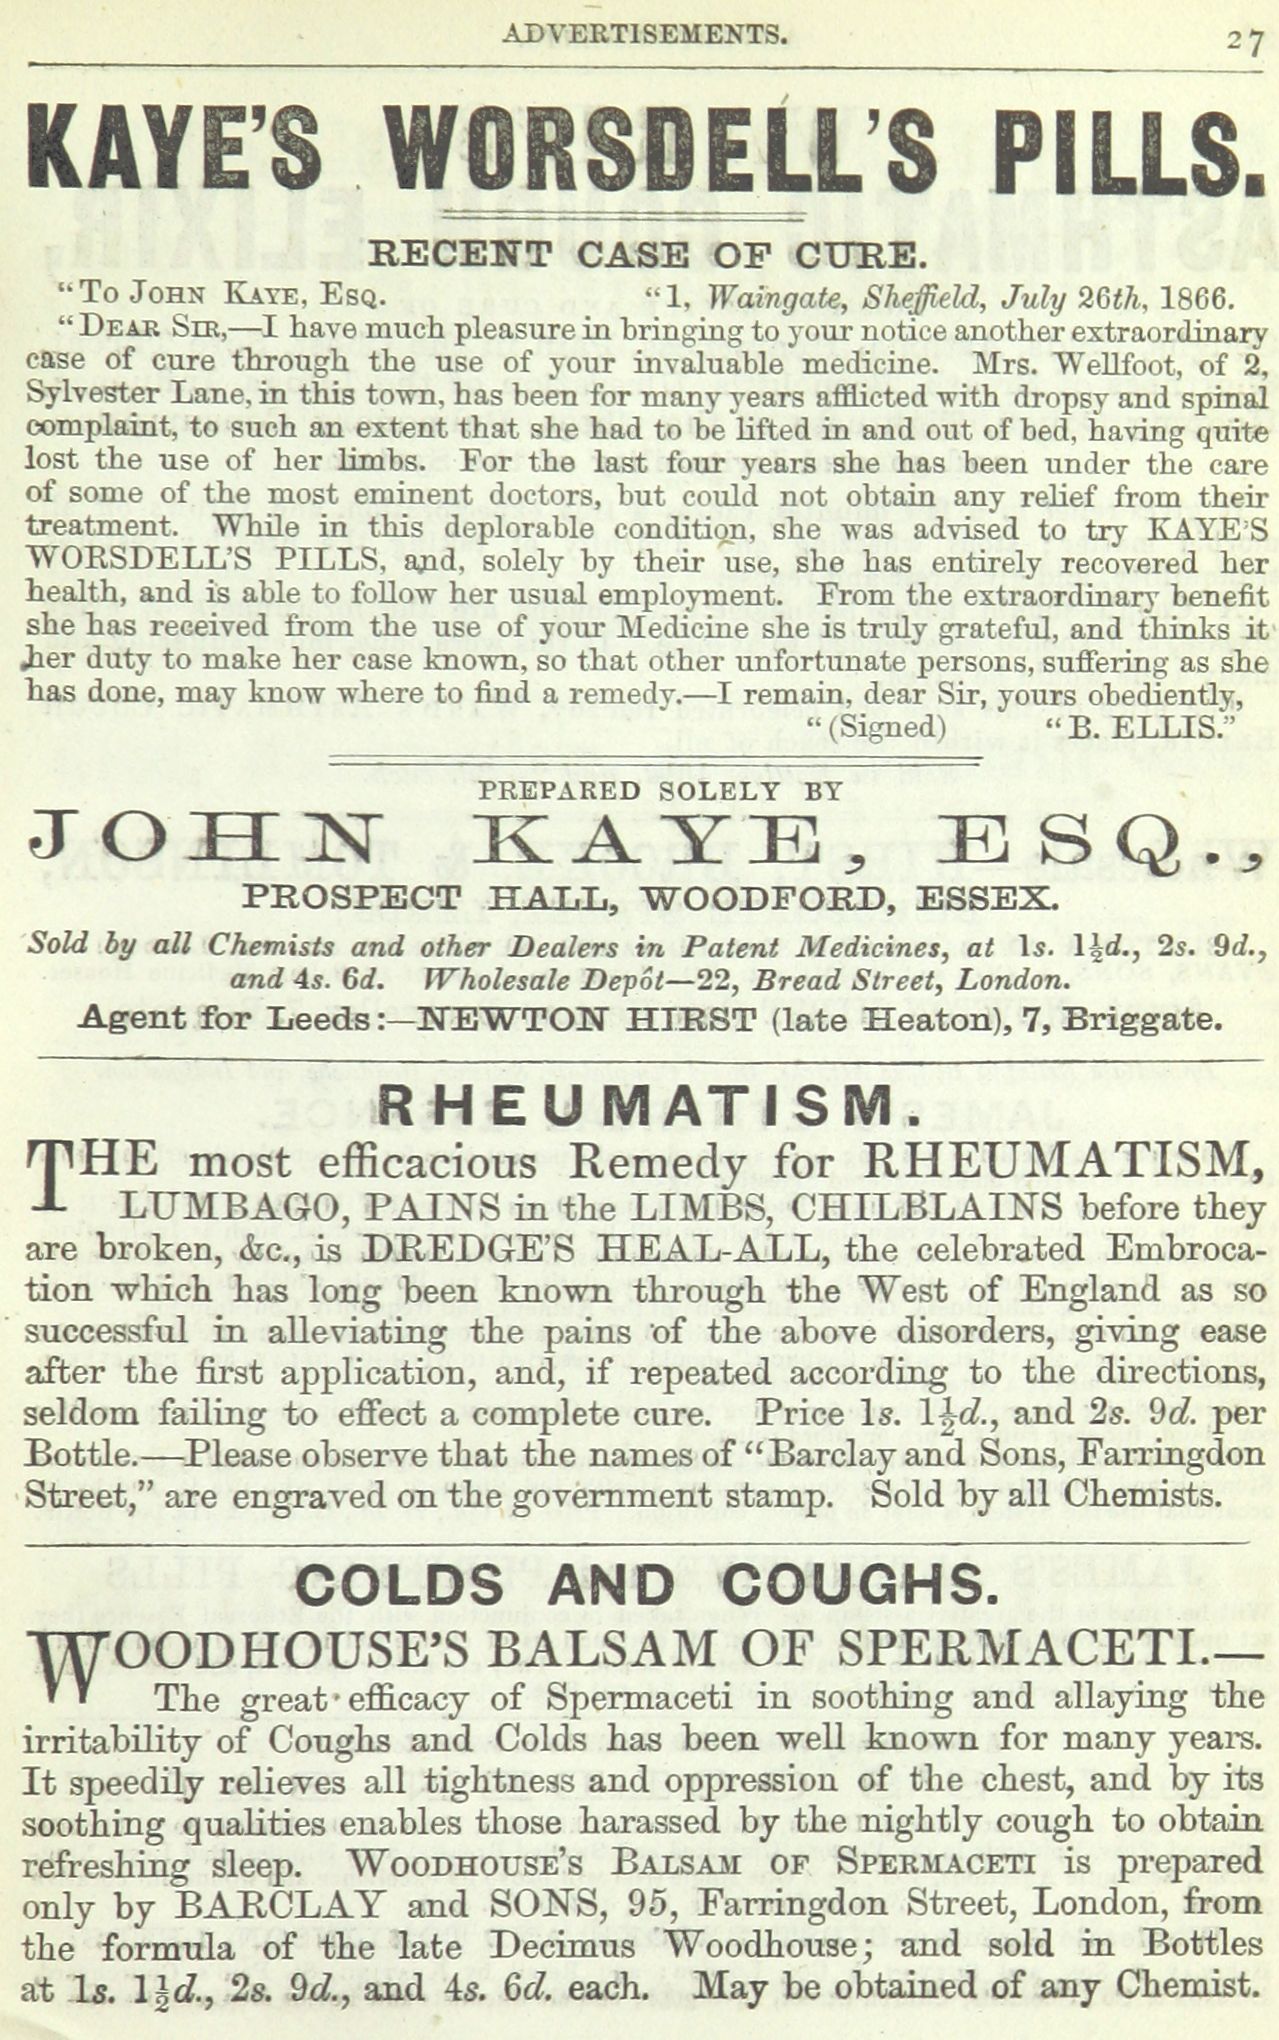 ADVERTISEMENTS. 27
KAYE'S WORSDELL'S PILLS.
RECENT CASE OF CURE.
"To John Kaye, Esq. "1, Waingate, Sheffield, July 26th, 1866.
"Dear Sir,—I have much pleasure in bringing to your notice another extraordinary
case of cure through the use of your invaluable medicine. Mrs. Wellfoot, of 2,
Sylvester Lane, in this town, has been for many years afflicted with dropsy and spinal
complaint, to such an extent that she had to be lifted in and out of bed, having quite
lost the use of her limbs. For the last four years she has been under the care
of some of the most eminent doctors, but could not obtain any relief from their
treatment. While in this deplorable condition, she was advised to try KAYE'S
WORSDELL'S PILLS, and, solely by their use, she has entirely recovered her
health, and is able to follow her usual employment. From the extraordinary benefit
she has received from the use of your Medicine she is truly grateful, and thinks it
her duty to make her case known, so that other unfortunate persons, suffering as she
has done, may know where to find a remedy.—I remain, dear Sir, yours obediently,
"(Signed) "B. ELLIS."
PREPARED SOLELY BY
JOHN KAYE, ESQ.,
PROSPECT HALL, WOODFORD, ESSEX.
Sold by all Chemists and other Dealers in Patent Medicines, at 1s. 1½d., 2s. 9d.,
and 4s. 6d. Wholesale Depôt—22, Bread Street, London.
Agent for Leeds:—NEWTON HIRST (late Heaton), 7, Briggate.
RHEUMATISM.
THE most efficacious Remedy for RHEUMATISM,
LUMBAGO, PAINS in the LIMBS, CHILBLAINS before they
are broken, &c., is DREDGE'S HEAL-ALL, the celebrated Embroca-
tion which has long been known through the West of England as so
successful in alleviating the pains of the above disorders, giving ease
after the first application, and, if repeated according to the directions,
seldom failing to effect a complete cure. Price 1s. 1½d., and 2s. 9d. per
Bottle.—Please observe that the names of "Barclay and Sons, Farringdon
Street," are engraved on the government stamp. Sold by all Chemists.
COLDS AND COUGHS.
WOODHOUSE'S BALSAM OF SPERMACETI.—
The great efficacy of Spermaceti in soothing and allaying the
irritability of Coughs and Colds has been well known for many years.
It speedily relieves all tightness and oppression of the chest, and by its
soothing qualities enables those harassed by the nightly cough to obtain
refreshing sleep. Woodhouse's Balsam of Spermaceti is prepared
only by BARCLAY and SONS, 95, Farringdon Street, London, from
the formula of the late Decimus Woodhouse; and sold in Bottles
at 1s. 1½d., 2s. 9d., and 4s. 6d. each. May be obtained of any Chemist.